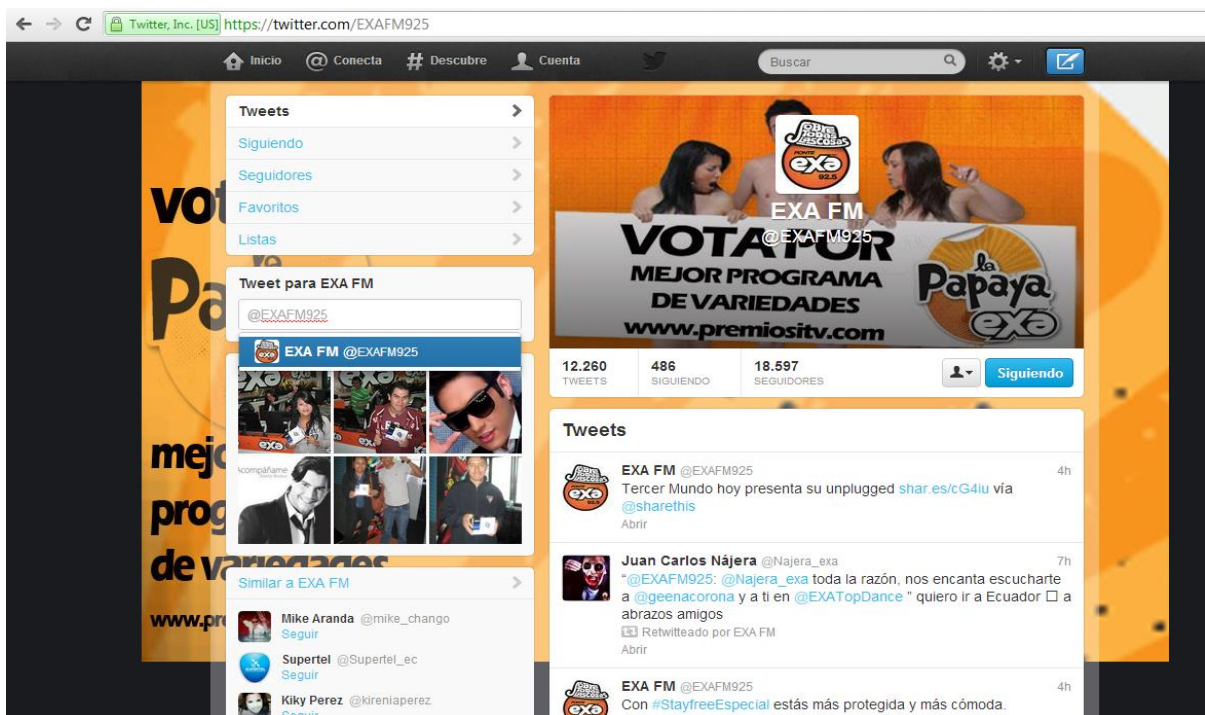 Twitter, Inc. [US] https://twitter.com/EXAFM925
Inicio @ Conecta # Descubre Cuenta
Buscar
Tweets
Siguiendo
Seguidores
Favoritos
Listas
Tweet para EXA FM
@EXAFM925
EXA FM @EXAFM925
Acompáñame
Similar a EXA FM
Mike Aranda @mike_chango
Seguir
Supertel @Supertel_ec
Seguir
Kiky Perez @kireniaperez
Seguir
exa
92.5
EXA FM
@EXAFM925
VOTA POR
MEJOR PROGRAMA
DE VARIEDADES
www.premiositv.com
la
Papaya
exa
12.260 486 18.597
TWEETS SIGUIENDO SEGUIDORES
Siguiendo
Tweets
EXA FM @EXAFM925 4h
Tercer Mundo hoy presenta su unplugged shar.es/cG4iu vía
@sharethis
Abrir
Juan Carlos Nájera @Najera_exa 7h
“@EXAFM925: @Najera_exa toda la razón, nos encanta escucharte
a @geenacorona y a ti en @EXATopDance ” quiero ir a Ecuador □ a
abrazos amigos
Retwitteado por EXA FM
Abrir
EXA FM @EXAFM925 4h
Con #StayfreeEspecial estás más protegida y más cómoda.